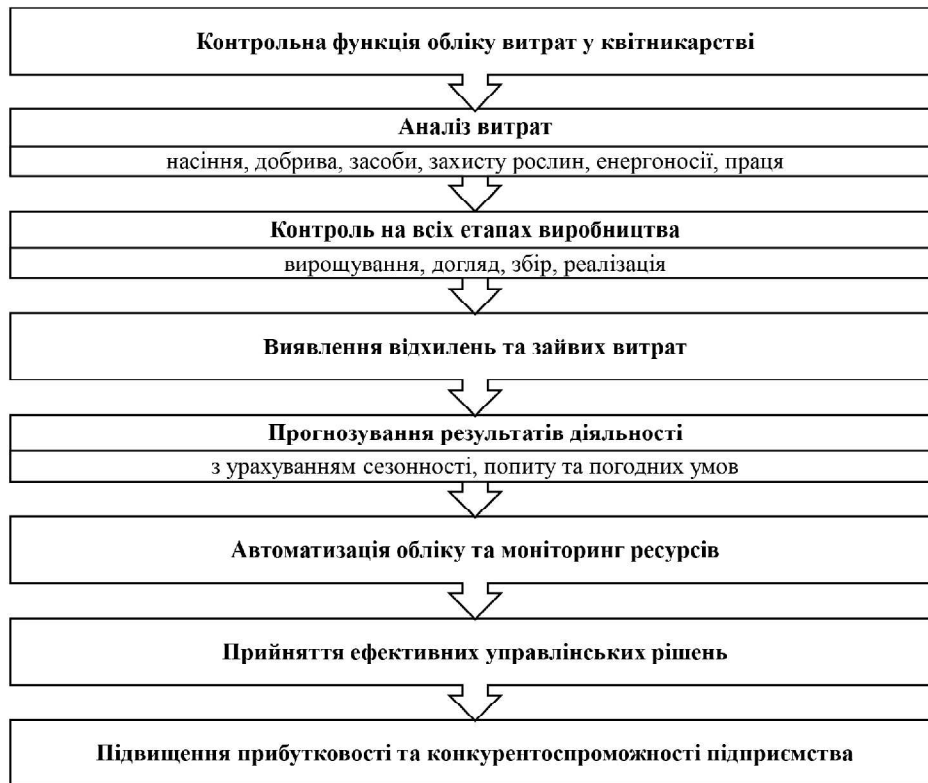 Контрольна функція обліку витрат у квітникарстві
Аналіз витрат
насіння, добрива, засоби, захисту рослин, енергоносії, праця
Контроль на всіх етапах виробництва
вирощування, догляд, збір, реалізація
Виявлення відхилень та зайвих витрат
Прогнозування результатів діяльності
з урахуванням сезонності, попиту та погодних умов
Автоматизація обліку та моніторинг ресурсів
Прийняття ефективних управлінських рішень
Підвищення прибутковості та конкурентоспроможності підприємства